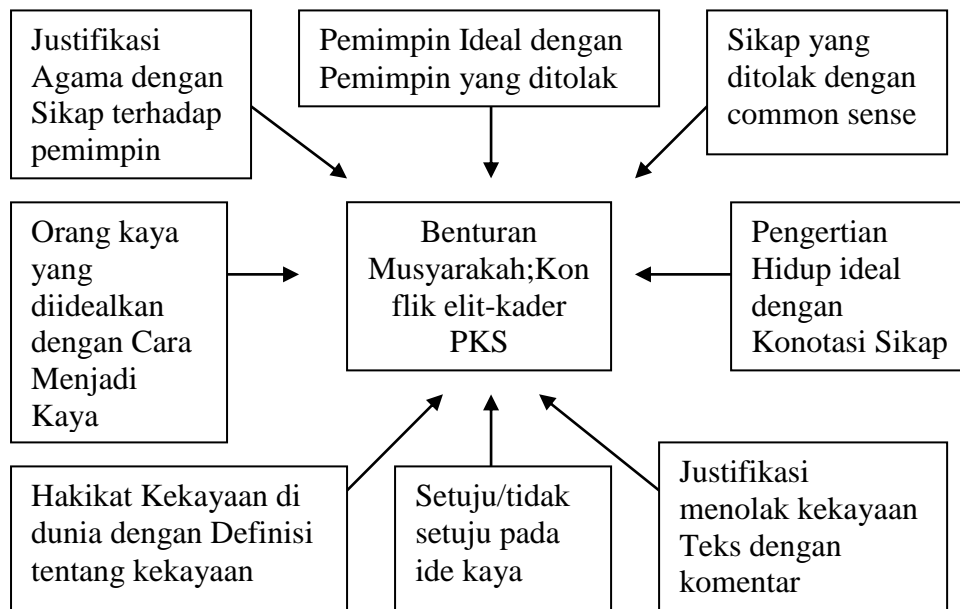 Justifikasi
Agama dengan
Sikap terhadap
pemimpin
Pemimpin Ideal dengan
Pemimpin yang ditolak
Sikap yang
ditolak dengan
common sense
Orang kaya
yang
diidealkan
dengan Cara
Menjadi
Kaya
Benturan
Musyarakah;Kon
flik elit-kader
PKS
Pengertian
Hidup ideal
dengan
Konotasi Sikap
Hakikat Kekayaan di
dunia dengan Definisi
tentang kekayaan
Setuju/tidak
setuju pada
ide kaya
Justifikasi
menolak kekayaan
Teks dengan
komentar